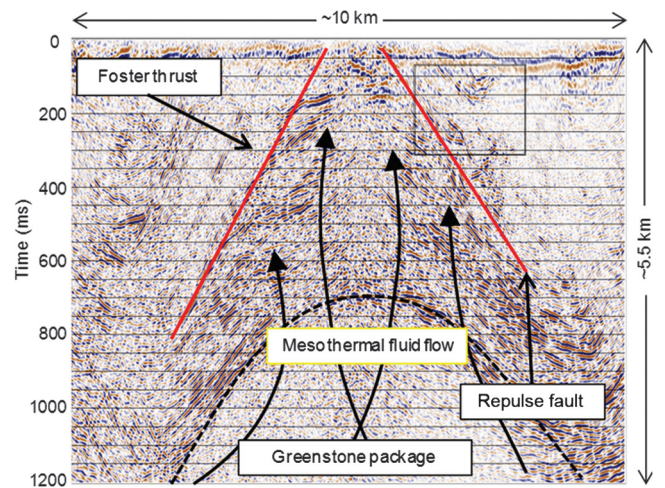 ~10 km
0
Foster thrust
200
400
Time (ms)
600
~5.5 km
800
Mesothermal fluid flow
Repulse fault
1000
Greenstone package
1200